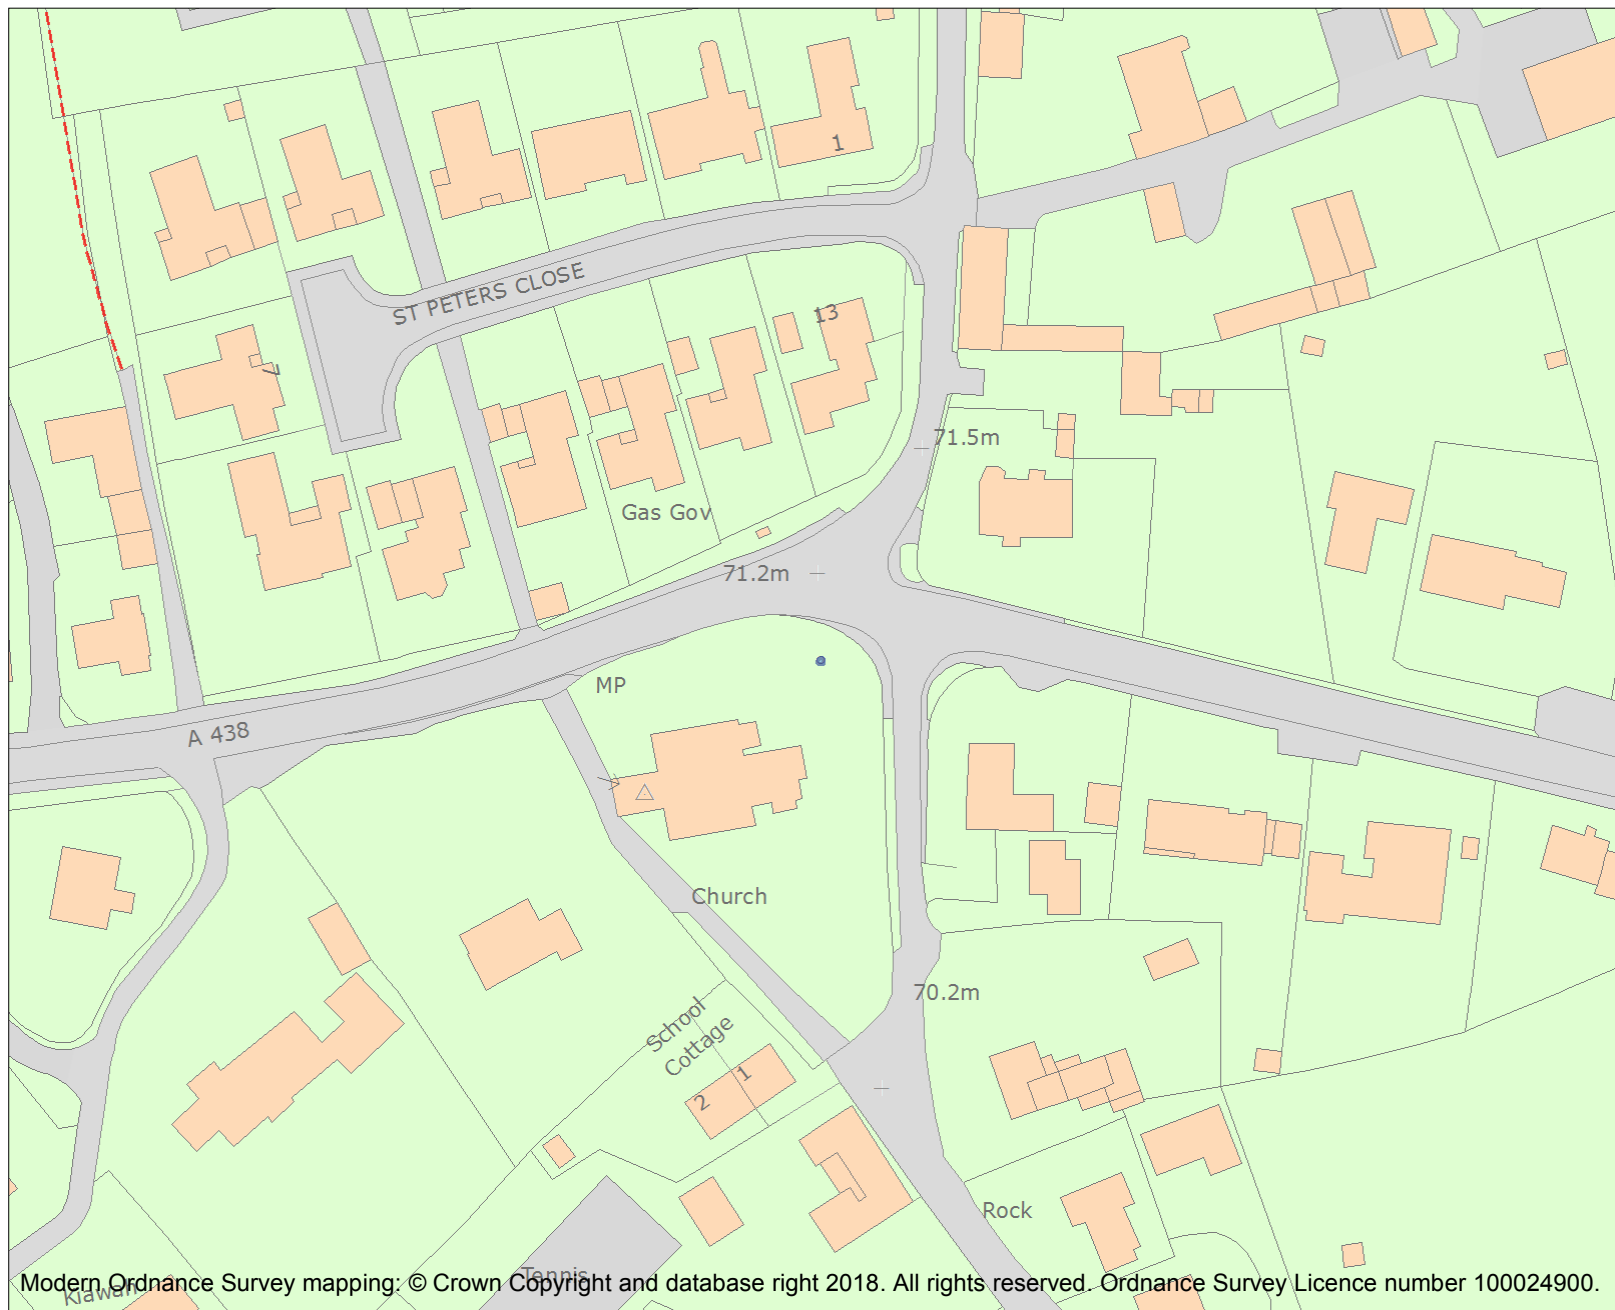 1
ST PETERS CLOSE
13
7
71.5m
Gas Gov
71.2m
MP
A 438
Church
70.2m
School
Cottage
1
2
Rock
Tennis
Kiawah
Modern Ordnance Survey mapping: © Crown Copyright and database right 2018. All rights reserved. Ordnance Survey Licence number 100024900.